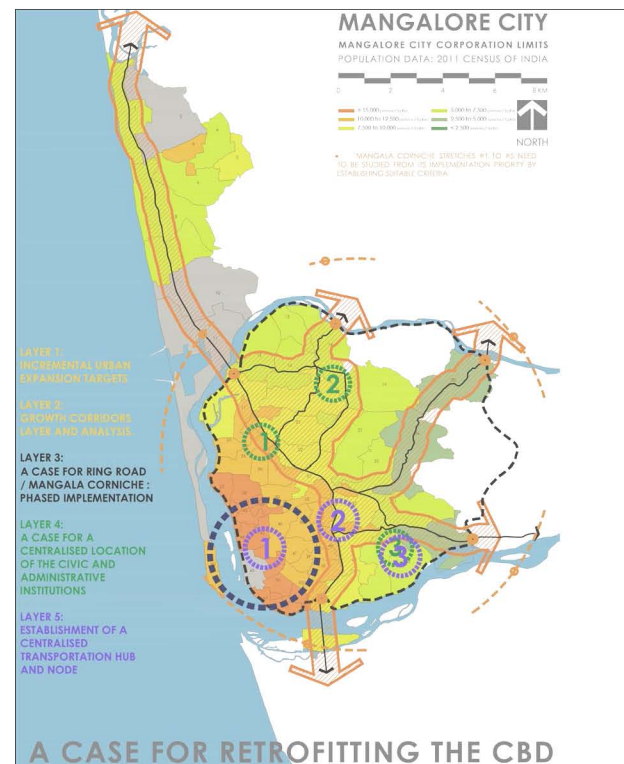 MANGALORE CITY
MANGALORE CITY CORPORATION LIMITS
POPULATION DATA: 2011 CENSUS OF INDIA
0 2 4 6 8 KM
> 15,000
5,000 to 7,500
10,000 to 12,500
2,500 to 5,000
7,500 to 10,000
< 2,500
NORTH
MANGALA CORNICHE STRETCHES #1 TO #5 NEED
TO BE STUDIED FROM ITS IMPLEMENTATION PRIORITY BY
ESTABLISHING SUITABLE CRITERIA
LAYER 1:
INCREMENTAL URBAN
EXPANSION TARGETS
LAYER 2:
GROWTH CORRIDORS
LAYER AND ANALYSIS
LAYER 3:
A CASE FOR RING ROAD
/ MANGALA CORNICHE :
PHASED IMPLEMENTATION
LAYER 4:
A CASE FOR A
CENTRALISED LOCATION
OF THE CIVIC AND
ADMINISTRATIVE
INSTITUTIONS
LAYER 5:
ESTABLISHMENT OF A
CENTRALISED
TRANSPORTATION HUB
AND NODE
2
1
2
1
3
3
A CASE FOR RETROFITTING THE CBD